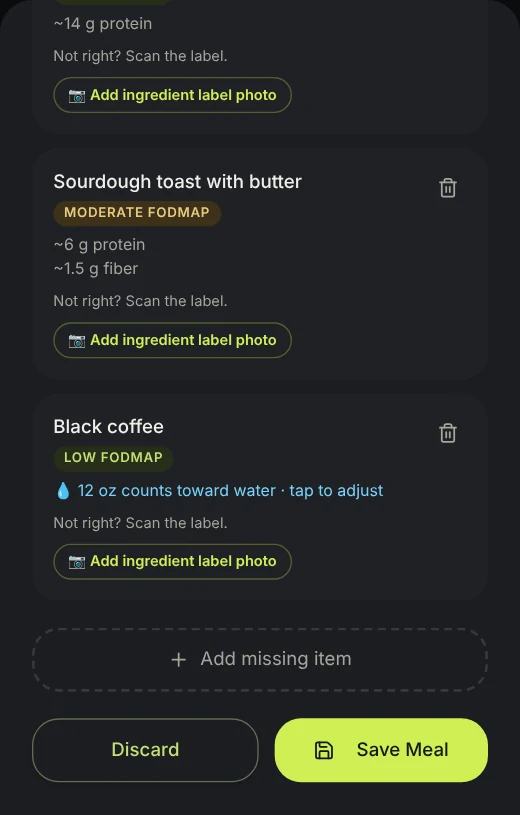 ~14 g protein
Not right? Scan the label.
📷 Add ingredient label photo
Sourdough toast with butter
MODERATE FODMAP
~6 g protein
~1.5 g fiber
Not right? Scan the label.
📷 Add ingredient label photo
Black coffee
LOW FODMAP
💧 12 oz counts toward water · tap to adjust
Not right? Scan the label.
📷 Add ingredient label photo
+ Add missing item
Discard
Save Meal